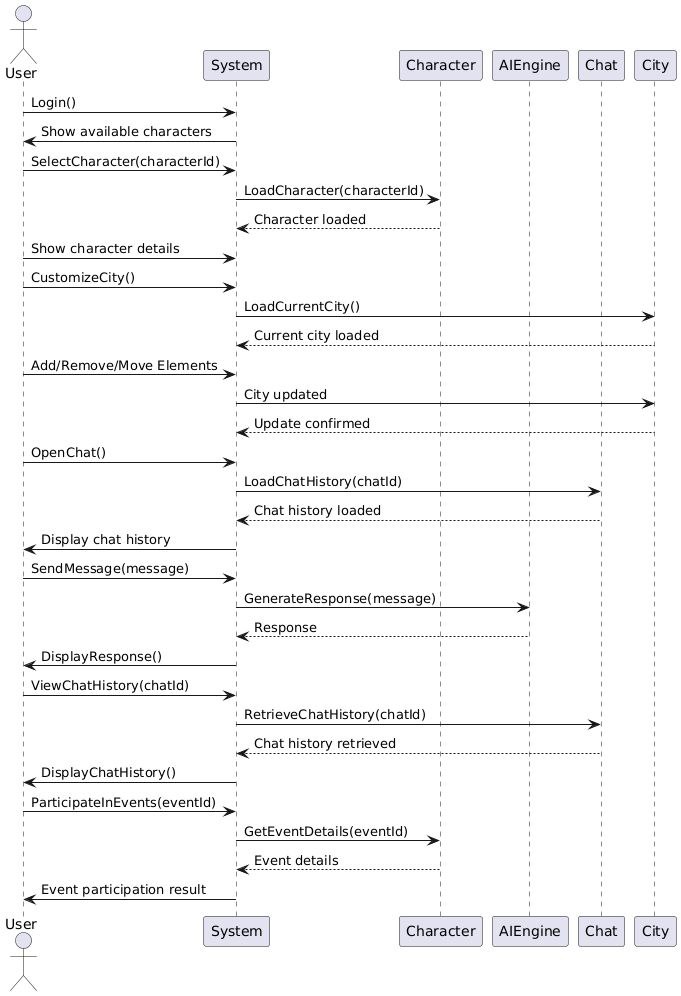 User
System
Character
AIEngine
Chat
City
Login()
Show available characters
SelectCharacter(characterId)
LoadCharacter(characterId)
Character loaded
Show character details
CustomizeCity()
LoadCurrentCity()
Current city loaded
Add/Remove/Move Elements
City updated
Update confirmed
OpenChat()
LoadChatHistory(chatId)
Chat history loaded
Display chat history
SendMessage(message)
GenerateResponse(message)
Response
DisplayResponse()
ViewChatHistory(chatId)
RetrieveChatHistory(chatId)
Chat history retrieved
DisplayChatHistory()
ParticipateInEvents(eventId)
GetEventDetails(eventId)
Event details
Event participation result
User
System
Character
AIEngine
Chat
City